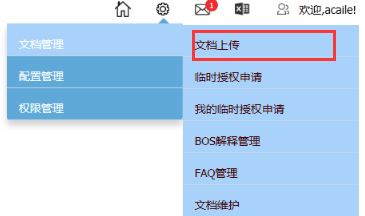 1
欢迎,acaile!
文档管理
配置管理
权限管理
文档上传
临时授权申请
我的临时授权申请
BOS解释管理
FAQ管理
文档维护